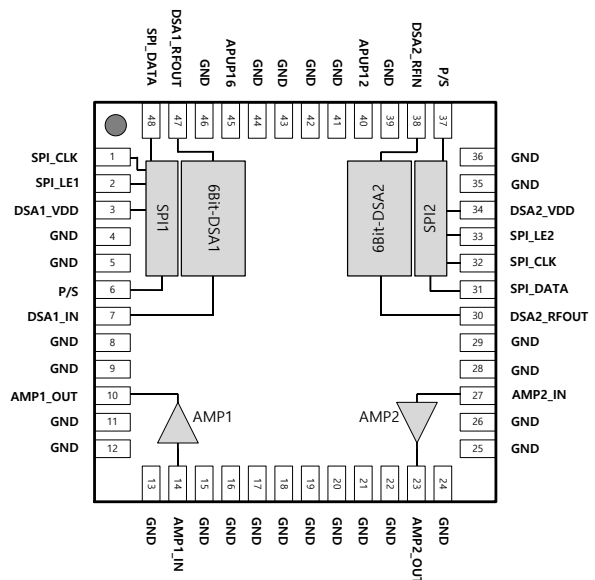 SPI_DATA
DSA1_RFOUT
GND
APUP16
GND
GND
GND
GND
APUP12
GND
DSA2_RFIN
P/S
48
47
46
45
44
43
42
41
40
39
38
37
SPI_CLK
1
SPI_LE1
2
DSA1_VDD
3
GND
4
GND
5
P/S
6
DSA1_IN
7
GND
8
GND
9
AMP1_OUT
10
GND
11
GND
12
SPI1
6Bit-DSA1
6Bit-DSA2
SPI2
AMP1
AMP2
36
GND
35
GND
34
DSA2_VDD
33
SPI_LE2
32
SPI_CLK
31
SPI_DATA
30
DSA2_RFOUT
29
GND
28
GND
27
AMP2_IN
26
GND
25
GND
13
14
15
16
17
18
19
20
21
22
23
24
GND
AMP1_IN
GND
GND
GND
GND
GND
GND
GND
GND
AMP2_OUT
GND